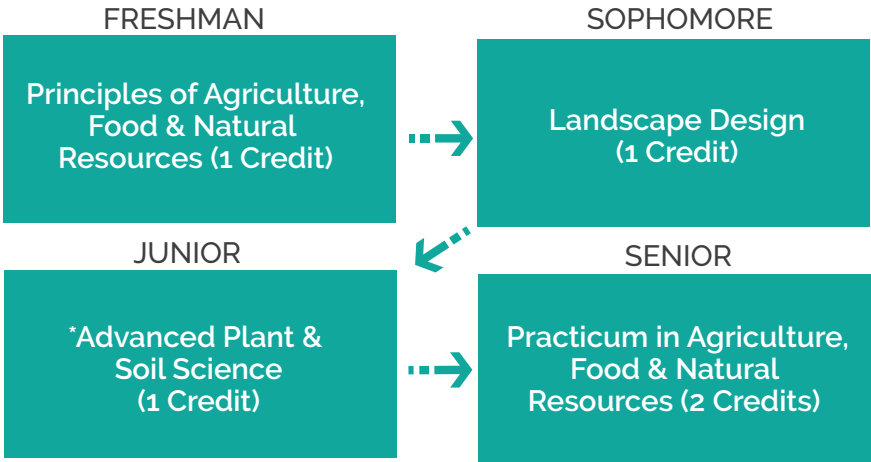 FRESHMAN
Principles of Agriculture,
Food & Natural
Resources (1 Credit)
SOPHOMORE
Landscape Design
(1 Credit)
JUNIOR
*Advanced Plant &
Soil Science
(1 Credit)
SENIOR
Practicum in Agriculture,
Food & Natural
Resources (2 Credits)